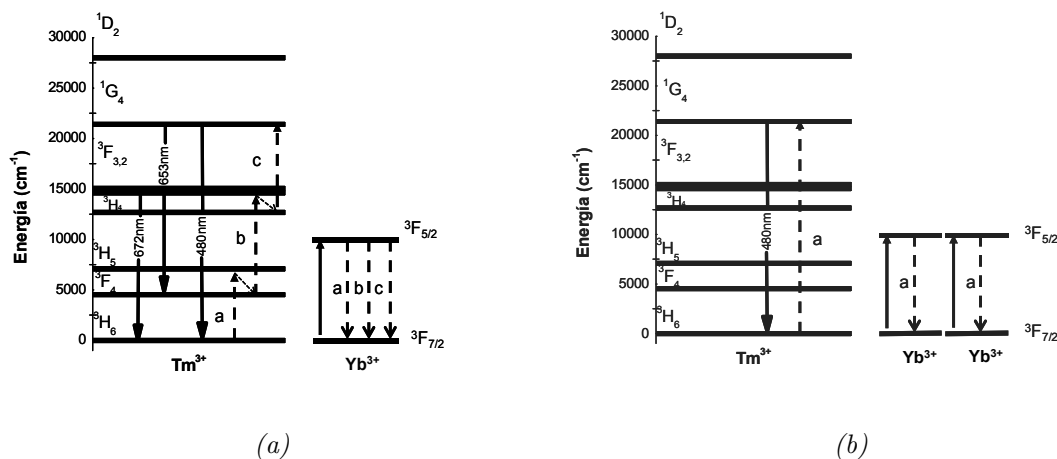 ¹D₂
30000
25000
¹G₄
20000
³F₃,₂
15000
³H₄
10000
³H₅
³F₄
5000
³H₆
0
Energía (cm⁻¹)
653nm
672nm
480nm
a
b
c
Tm³⁺
³F₅/₂
a b c
³F₇/₂
Yb³⁺
(a)
¹D₂
30000
25000
¹G₄
20000
³F₃,₂
15000
³H₄
10000
³H₅
³F₄
5000
³H₆
0
Energía (cm⁻¹)
480nm
a
Tm³⁺
³F₅/₂
a a
³F₇/₂
Yb³⁺ Yb³⁺
(b)